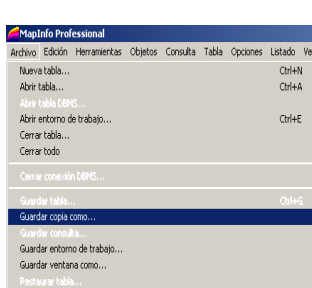 MapInfo Professional
Archivo Edición Herramientas Objetos Consulta Tabla Opciones Listado Ve
Nueva tabla... Ctrl+N
Abrir tabla... Ctrl+A
Abrir tabla DBMS...
Abrir entorno de trabajo... Ctrl+E
Cerrar tabla...
Cerrar todo
Cerrar conexión DBMS...
Guardar tabla... Ctrl+G
Guardar copia como...
Guardar consulta...
Guardar entorno de trabajo...
Guardar ventana como...
Restaurar tabla...